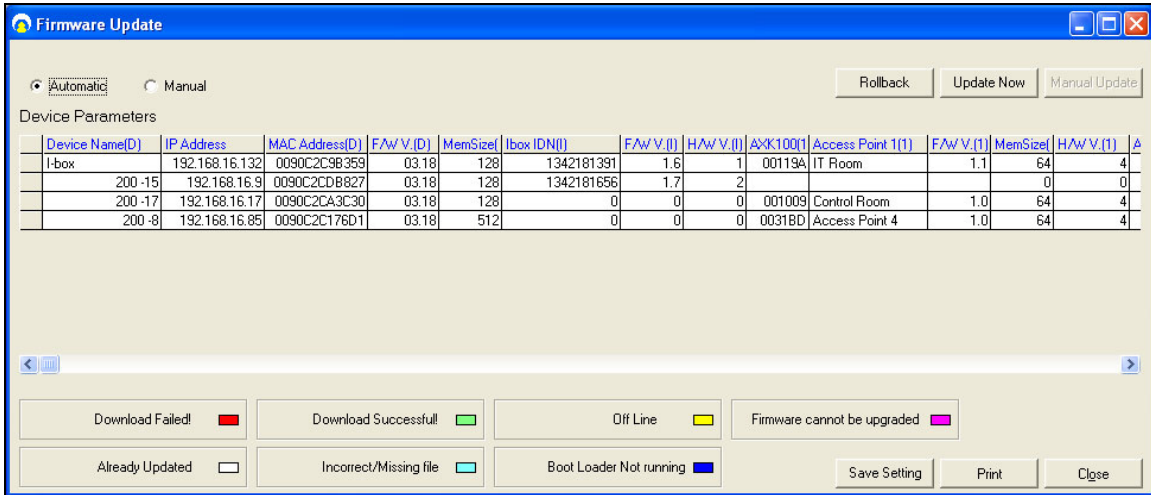 Firmware Update
Automatic Manual Rollback Update Now Manual Update
Device Parameters
Device Name(D) IP Address MAC Address(D) F/W V.(D) MemSize( Ibox IDN(I) F/W V.(I) H/W V.(I) AXK100(1 Access Point 1(1) F/W V.(1) MemSize( H/W V.(1) A
I-box 192.168.16.132 0090C2C9B359 03.18 128 1342181391 1.6 1 00119A IT Room 1.1 64 4
200 -15 192.168.16.9 0090C2CDB827 03.18 128 1342181656 1.7 2 0 0
200 -17 192.168.16.17 0090C2CA3C30 03.18 128 0 0 0 001009 Control Room 1.0 64 4
200 -8 192.168.16.85 0090C2C176D1 03.18 512 0 0 0 0031BD Access Point 4 1.0 64 4
Download Failed! Download Successful! Off Line Firmware cannot be upgraded
Already Updated Incorrect/Missing file Boot Loader Not running Save Setting Print Close